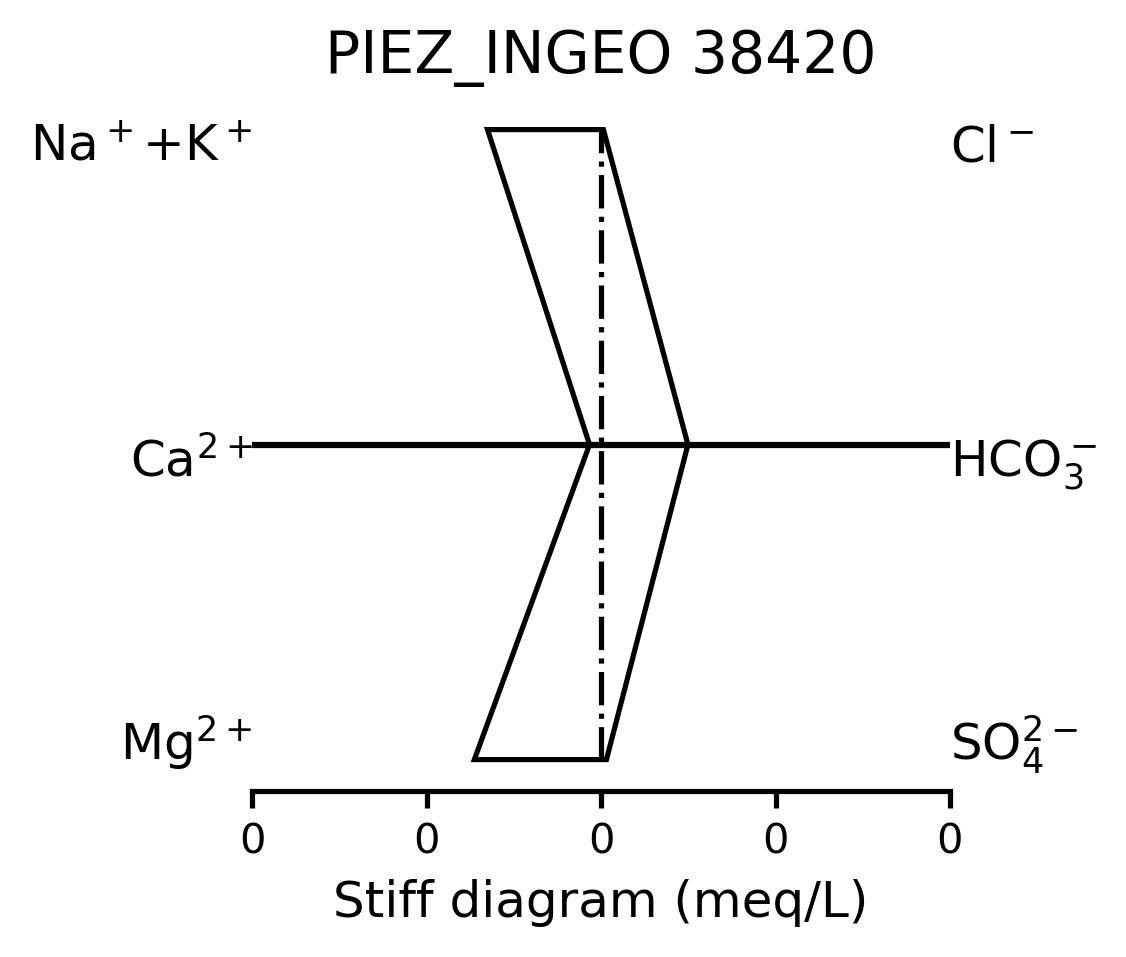 PIEZ_INGEO 38420
Na⁺+K⁺ Cl⁻
Ca²⁺ HCO₃⁻
Mg²⁺ SO₄²⁻
0 0 0 0 0
Stiff diagram (meq/L)